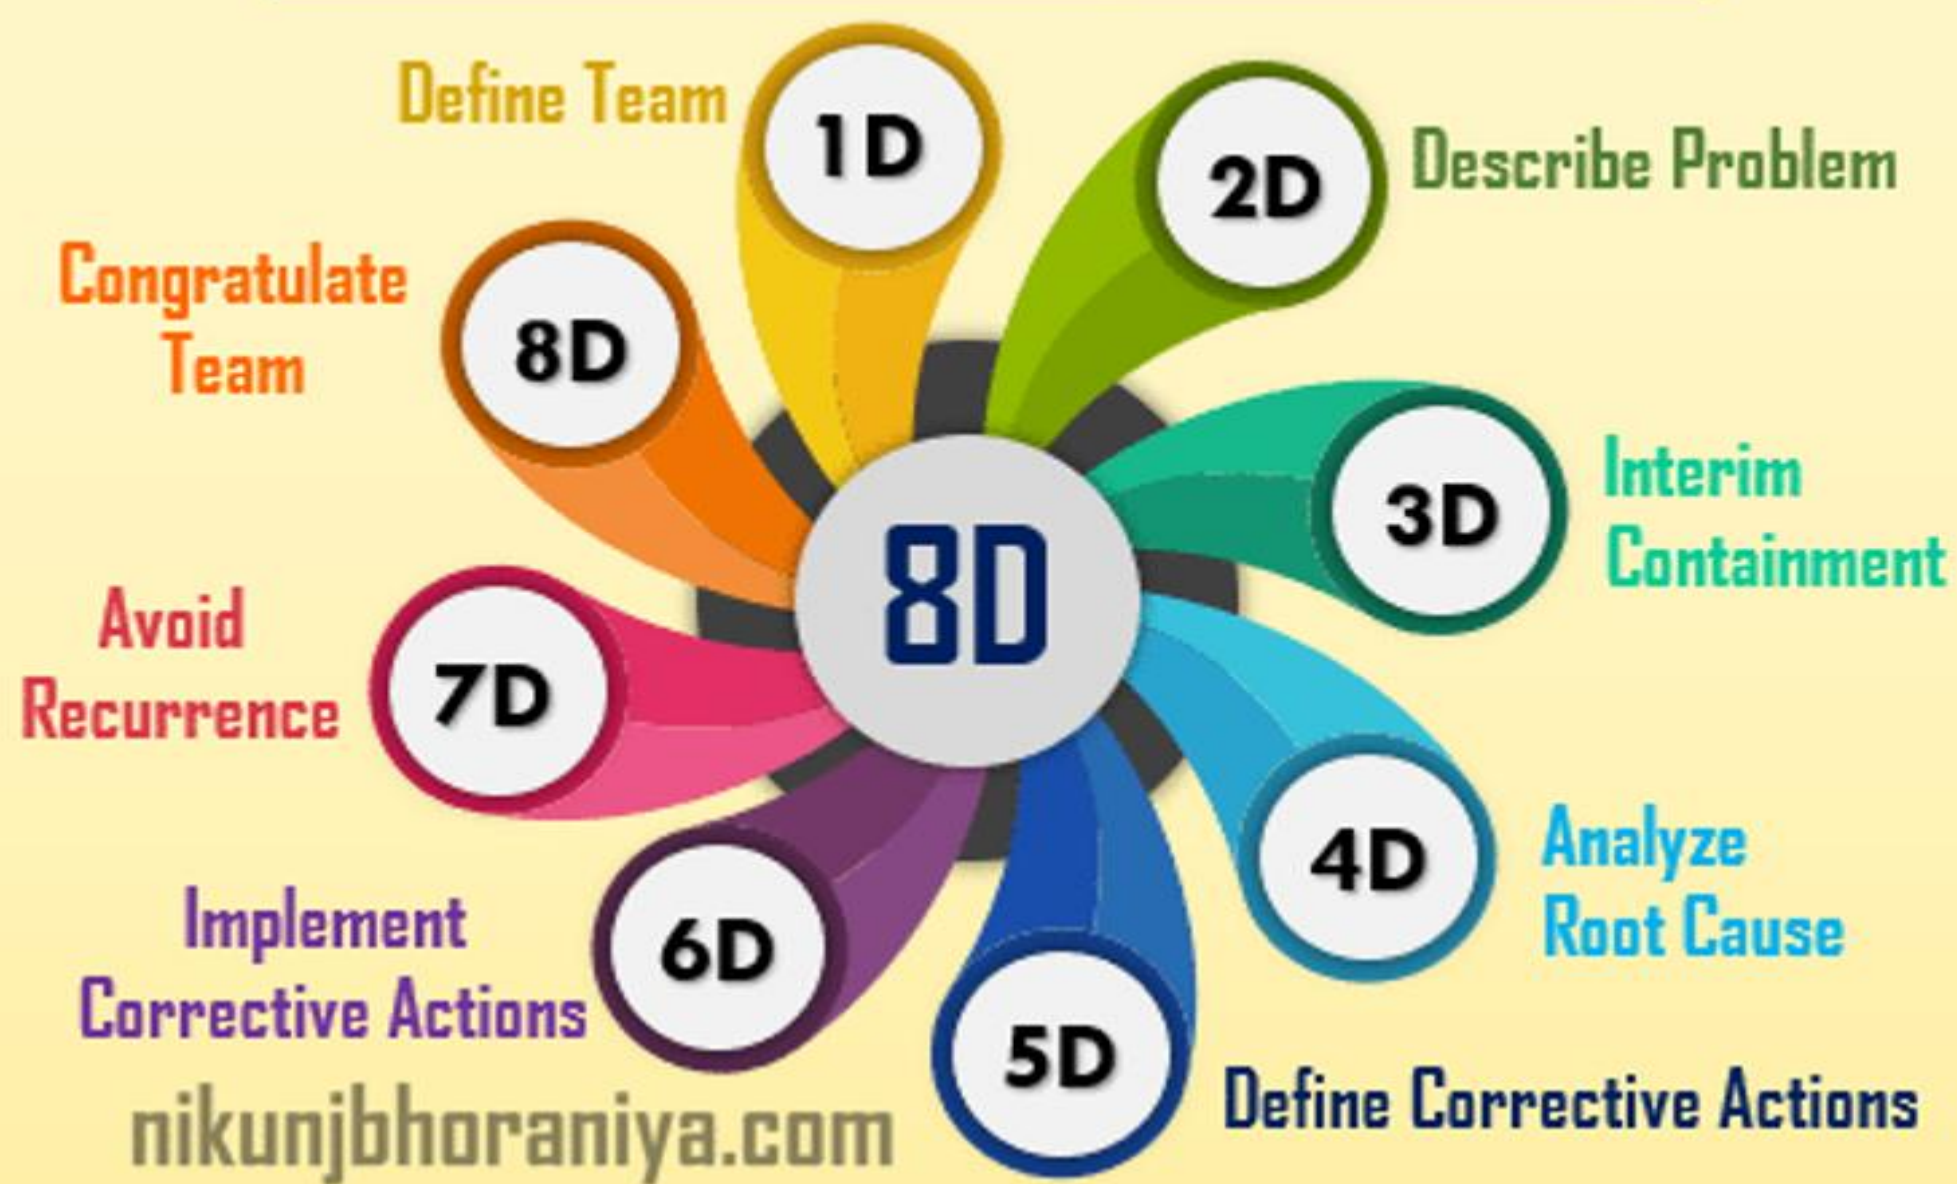 Define Team
1D
2D
Describe Problem
3D
Interim
Containment
4D
Analyze
Root Cause
5D
Define Corrective Actions
6D
Implement
Corrective Actions
7D
Avoid
Recurrence
8D
Congratulate
Team
8D
nikunjbhoraniya.com